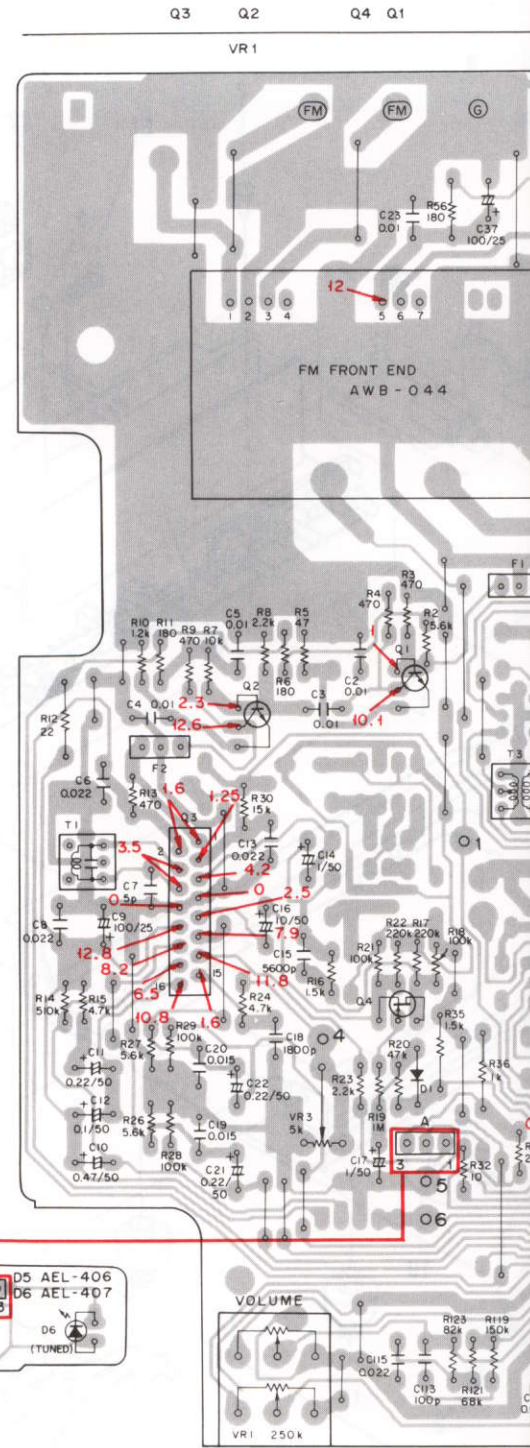 Q3 Q2 Q4 Q1
VR1
FM FM G
C23
0.01
R56
180
C37
100/25
+
12
1 2 3 4 5 6 7
FM FRONT END
AWB-044
F1
R10
1.2k
R11
180
R9
470
R7
10k
C5
0.01
R8
2.2k
R5
47
R4
470
R3
470
R2
5.6k
R6
180
C2
0.01
1
Q1
C4 0.01
2.3
Q2
12.6
C3
0.01
10.1
R12
22
F2
T3
C6
0.022
R13
470
1.6
Q3
1.25
R30
15k
2
1
T1
3.5
C13
0.022
C14
1/50
4.2
C7
0.5p
0
2.5
C8
0.022
C9
100/25
C16
10/50
7.9
R22
220k
R17
220k
R18
100k
R21
100k
12.8
C15
5600p
8.2
R16
1.5k
15
11.8
R14
510k
R15
4.7k
6.5
16
10.8
1.6
R24
4.7k
Q4
R35
1.5k
R27
5.6k
R29
100k
C18
1800p
4
C11
0.22/50
C20
0.015
C22
0.22/50
R20
47k
D1
R36
1k
R23
2.2k
C12
0.1/50
R26
5.6k
C19
0.015
VR3
5k
R19
1M
A
3 1
C10
0.47/50
R28
100k
C21
0.22/
50
C17
1/50
R32
10
5
6
D5 AEL-406
D6 AEL-407
3
D6
(TUNED)
VOLUME
R123
82k
R119
150k
C115
0.022
C113
100p
R121
68k
VR1 250k